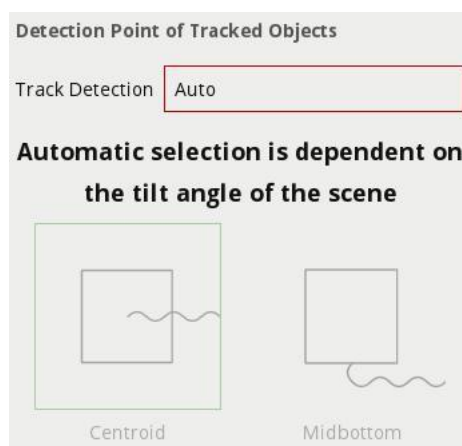 Detection Point of Tracked Objects
Track Detection Auto
Automatic selection is dependent on
the tilt angle of the scene
Centroid Midbottom